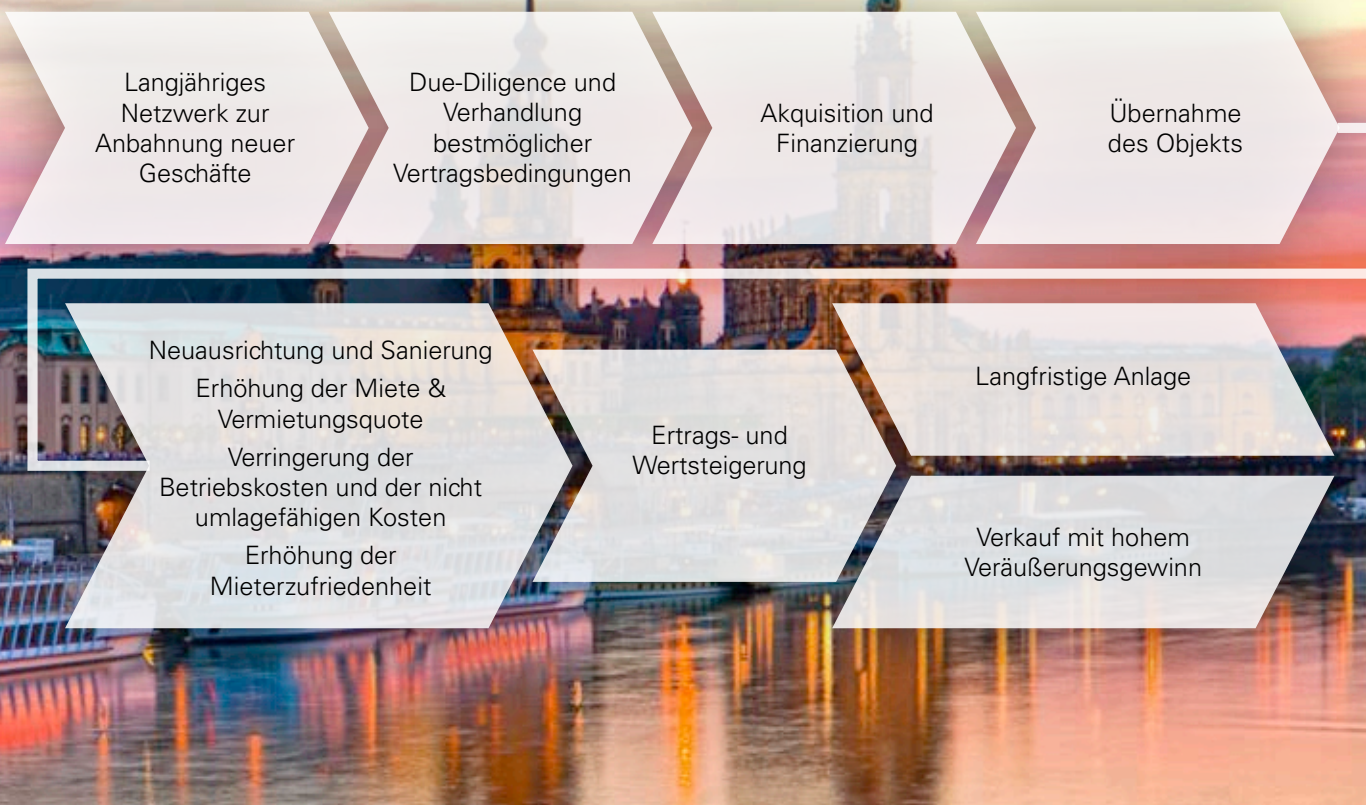 Langjähriges
Netzwerk zur
Anbahnung neuer
Geschäfte
Due-Diligence und
Verhandlung
bestmöglicher
Vertragsbedingungen
Akquisition und
Finanzierung
Übernahme
des Objekts
Neuausrichtung und Sanierung
Erhöhung der Miete &
Vermietungsquote
Verringerung der
Betriebskosten und der nicht
umlagefähigen Kosten
Erhöhung der
Mieterzufriedenheit
Ertrags- und
Wertsteigerung
Langfristige Anlage
Verkauf mit hohem
Veräußerungsgewinn